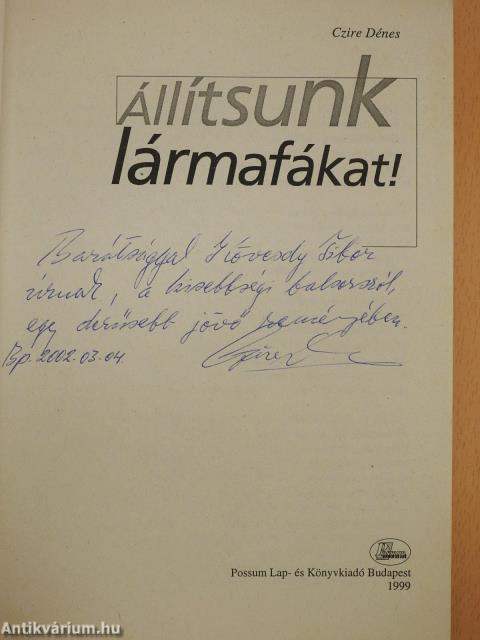 Czire Dénes
Állítsunk
lármafákat!
Barátsággal Kövesdy Tibor
úrnak, a kisebbségi balsorsról,
egy derűsebb jövő reményében.
Bp. 2002.03.04.
Possum Lap- és Könyvkiadó Budapest
1999
Antikvárium.hu